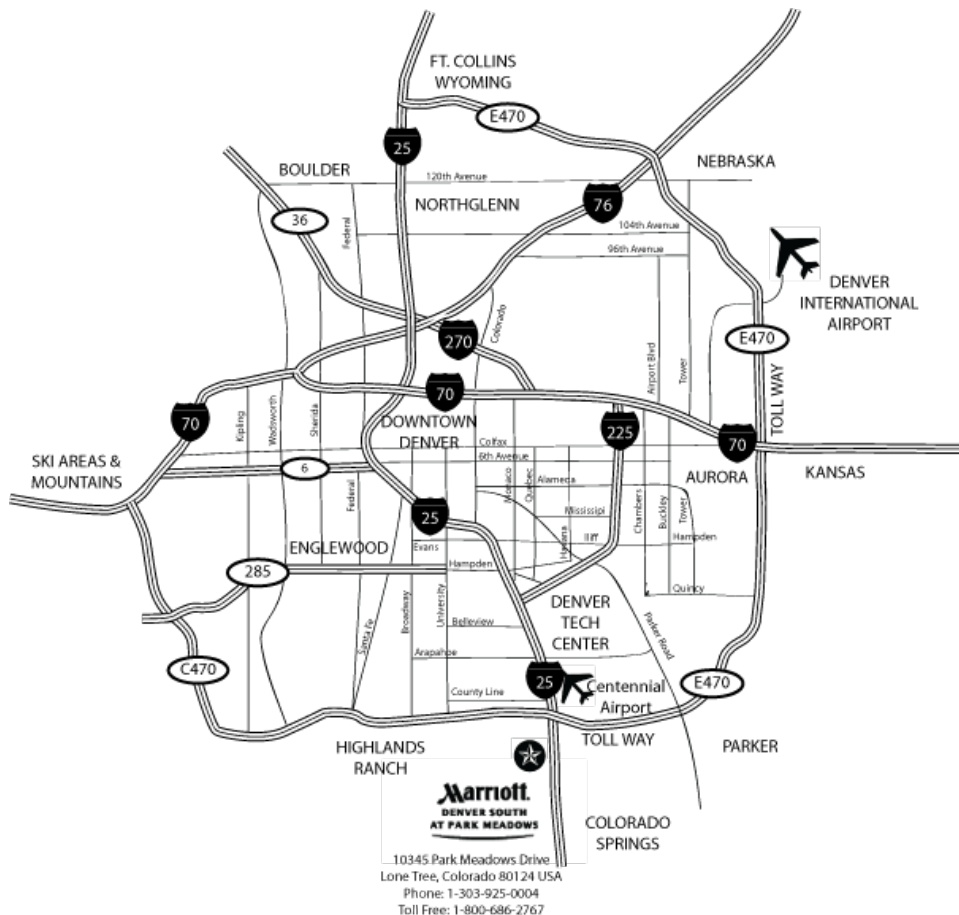 FT. COLLINS
WYOMING
E470
25
BOULDER
NEBRASKA
120th Avenue
76
NORTHGLENN
36
Federal
104th Avenue
96th Avenue
DENVER
INTERNATIONAL
AIRPORT
270
Colorado
E470
TOLL WAY
Airport Blvd
Tower
70
70
DOWNTOWN
DENVER
Kipling
Wadsworth
Sherida
225
70
Colfax
6th Avenue
SKI AREAS &
MOUNTAINS
6
AURORA
KANSAS
Monaco
Quebec
Alameda
Federal
Chambers
Buckley
Tower
25
Mississipi
Havana
Iliff
Hampden
ENGLEWOOD
Evans
285
Hampden
Quincy
DENVER
TECH
CENTER
Santa Fe
Broadway
University
Belleview
Parker Road
Arapahoe
C470
25
Centennial
Airport
E470
County Line
TOLL WAY
PARKER
HIGHLANDS
RANCH
Marriott.
DENVER SOUTH
AT PARK MEADOWS
COLORADO
SPRINGS
10345 Park Meadows Drive
Lone Tree, Colorado 80124 USA
Phone: 1-303-925-0004
Toll Free: 1-800-686-2767